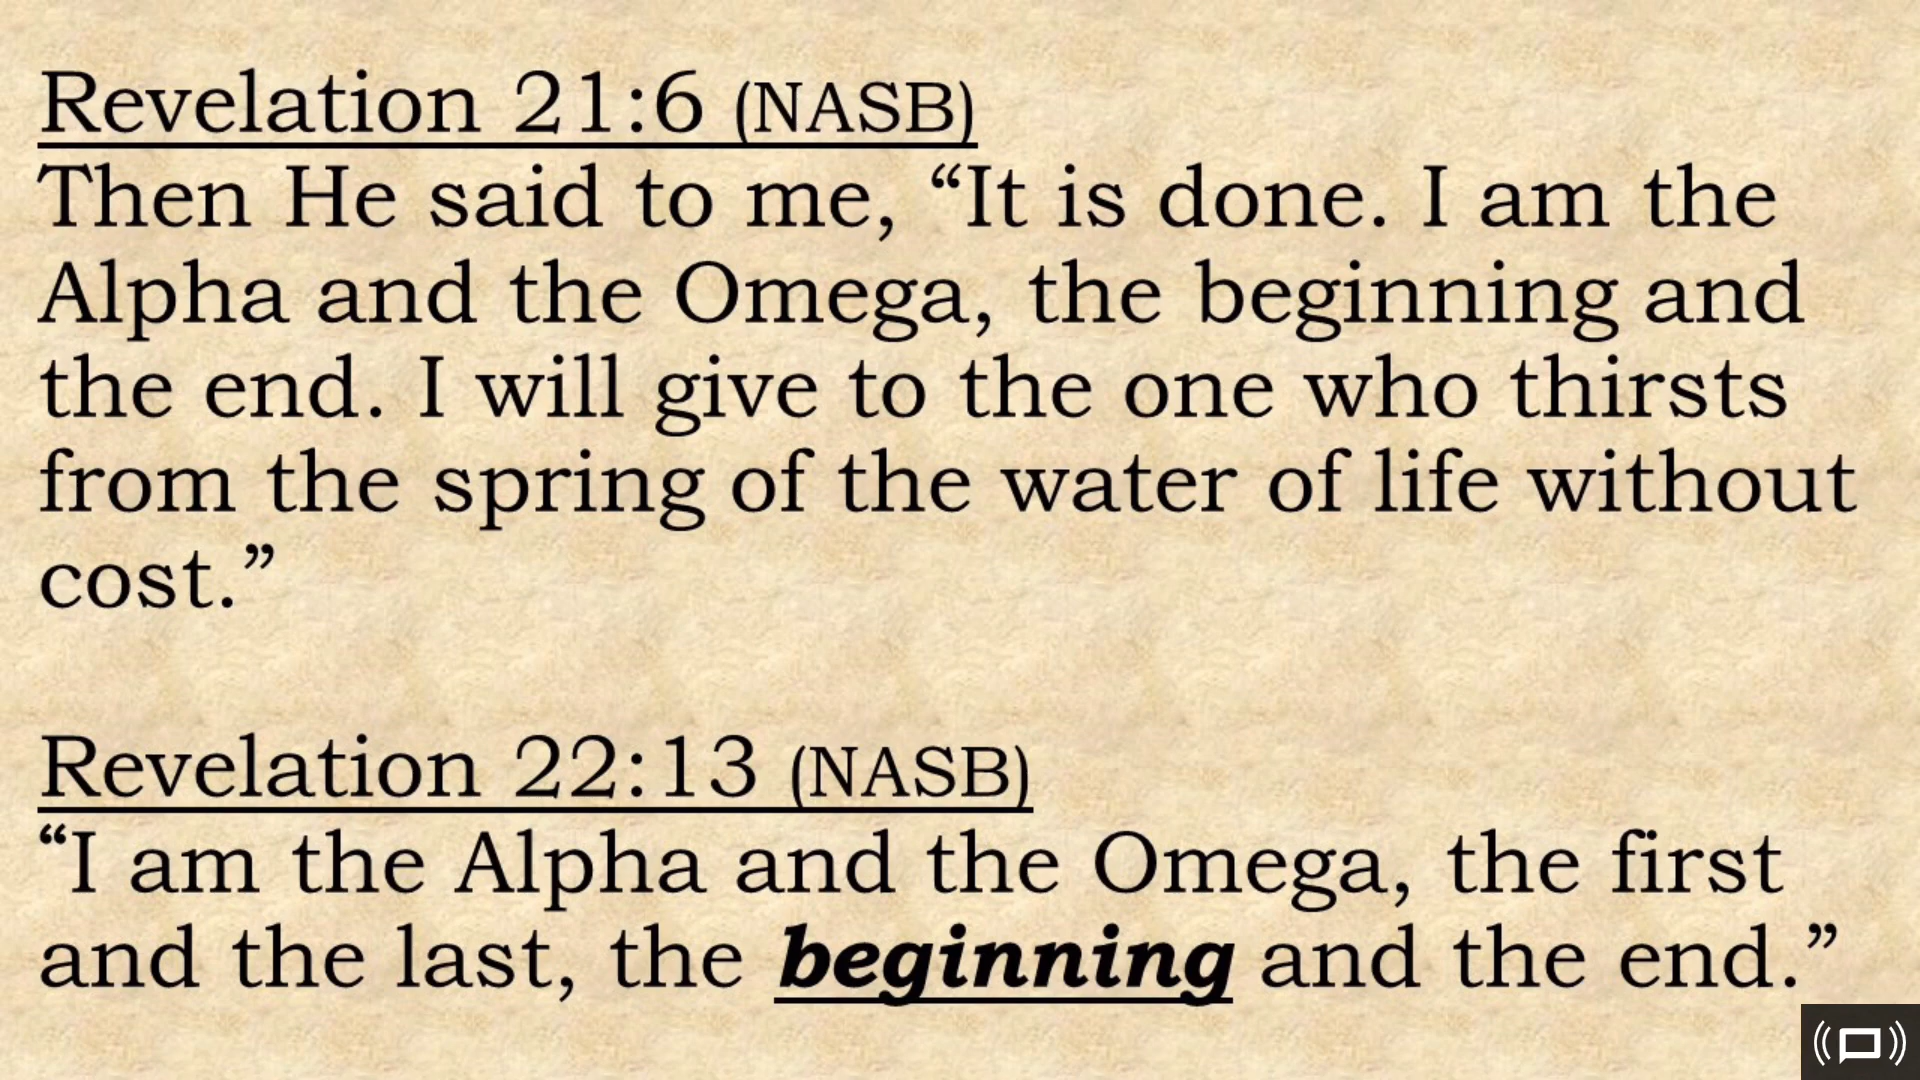 Revelation 21:6 (NASB)
Then He said to me, “It is done. I am the
Alpha and the Omega, the beginning and
the end. I will give to the one who thirsts
from the spring of the water of life without
cost.”
Revelation 22:13 (NASB)
“I am the Alpha and the Omega, the first
and the last, the beginning and the end.”